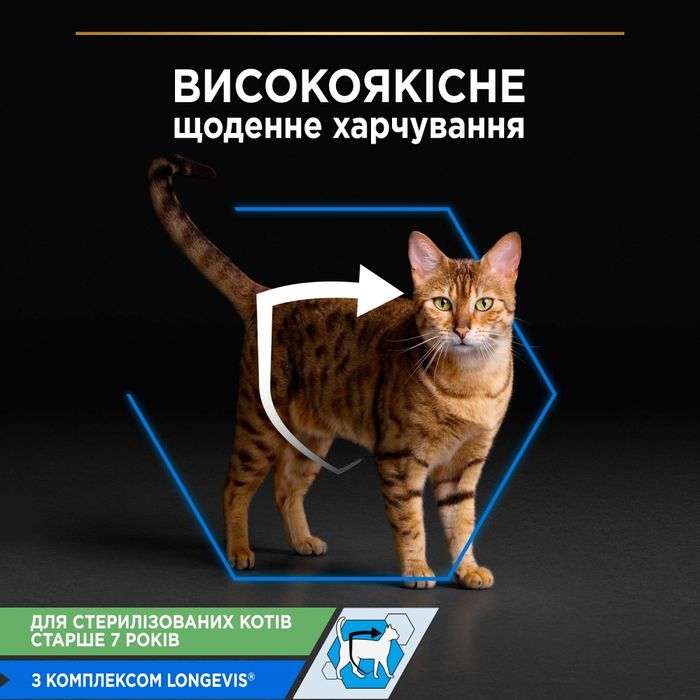 ВИСОКОЯКІСНЕ
щоденне харчування
ДЛЯ СТЕРИЛІЗОВАНИХ КОТІВ
СТАРШЕ 7 РОКІВ
З КОМПЛЕКСОМ LONGEVIS®